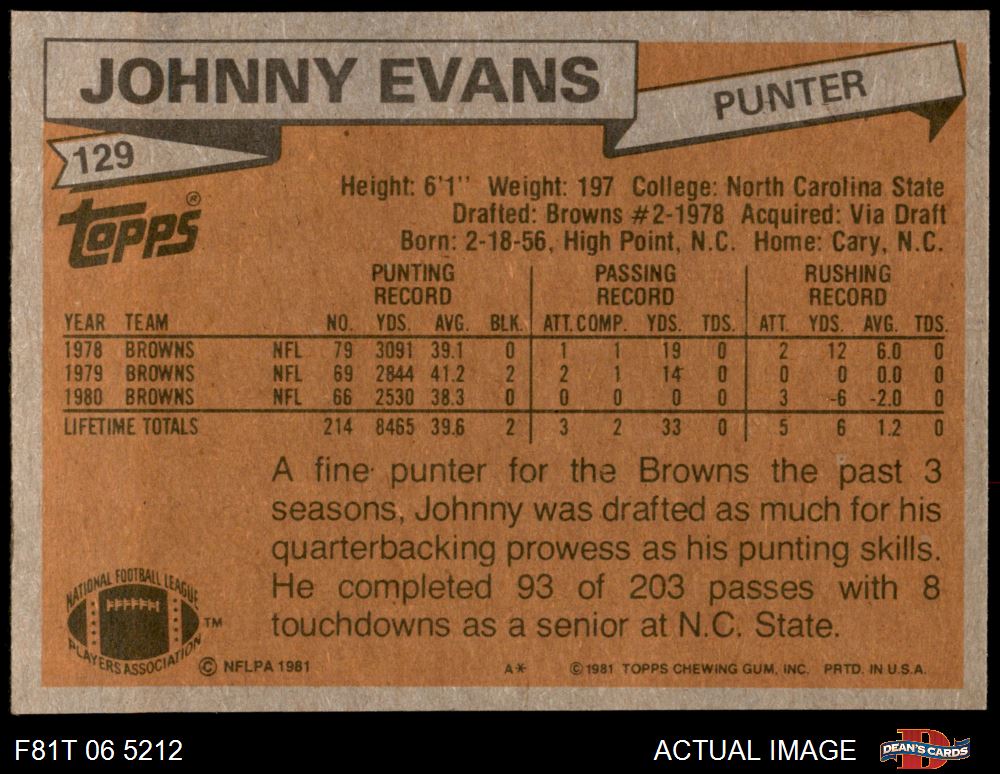 JOHNNY EVANS
PUNTER
129
topps®
Height: 6'1" Weight: 197 College: North Carolina State
Drafted: Browns #2-1978 Acquired: Via Draft
Born: 2-18-56, High Point, N.C. Home: Cary, N.C.
PUNTING RECORD PASSING RECORD RUSHING RECORD
YEAR TEAM NO. YDS. AVG. BLK. ATT. COMP. YDS. TDS. ATT. YDS. AVG. TDS.
1978 BROWNS NFL 79 3091 39.1 0 1 1 19 0 2 12 6.0 0
1979 BROWNS NFL 69 2844 41.2 2 2 1 14 0 0 0 0.0 0
1980 BROWNS NFL 66 2530 38.3 0 0 0 0 0 3 -6 -2.0 0
LIFETIME TOTALS 214 8465 39.6 2 3 2 33 0 5 6 1.2 0
A fine punter for the Browns the past 3
seasons, Johnny was drafted as much for his
quarterbacking prowess as his punting skills.
He completed 93 of 203 passes with 8
touchdowns as a senior at N.C. State.
NATIONAL FOOTBALL LEAGUE
PLAYERS ASSOCIATION
TM
© NFLPA 1981 A* © 1981 TOPPS CHEWING GUM, INC. PRTD. IN U.S.A.
F81T 06 5212 ACTUAL IMAGE DEAN'S CARDS